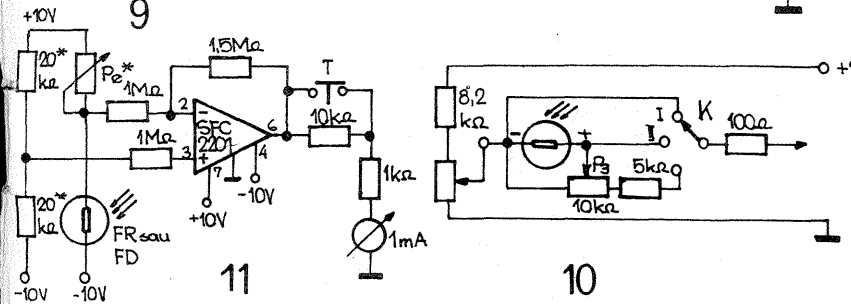 9
+10V
20*
kΩ
Pe*
1MΩ
1,5MΩ
T
10kΩ
2
-
SFC
2201
6
3
+
7
4
-10V
+10V
1MΩ
20*
kΩ
FR sau
FD
-10V
-10V
1kΩ
1mA
11
8,2
kΩ
-
+
P3
10kΩ
5kΩ
I
K
100Ω
10